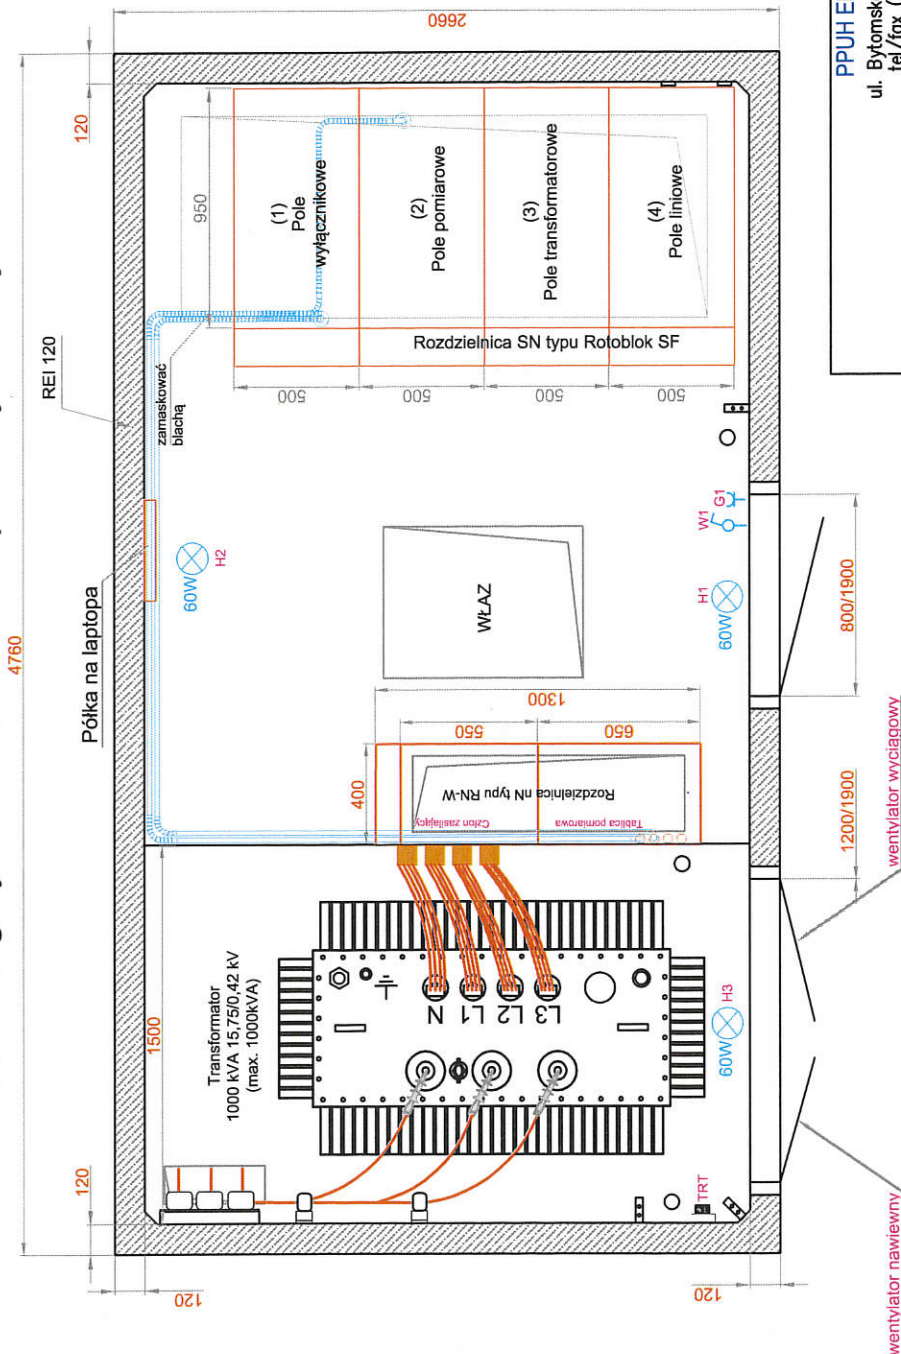 4760
2660
120
120
120
120
REI 120
Półka na laptopa
zamaskować
blachą
950
(1)
Pole
wyłącznikowe
(2)
Pole pomiarowe
(3)
Pole transformatorowe
(4)
Pole liniowe
Rozdzielnica SN typu Rotoblok SF
500
500
500
500
60W
H2
WŁAZ
W1
G1
H1
60W
1300
550
650
400
Rozdzielnica nN typu RN-W
Człon zasilający
Tablica pomiarowa
1500
Transformator
1000 kVA 15,75/0,42 kV
(max. 1000kVA)
N
L1
L2
L3
60W
H3
TRT
800/1900
1200/1900
wentylator wyciągowy
wentylator nawiewny
PPUH E
ul. Bytomsk
tel/fax (